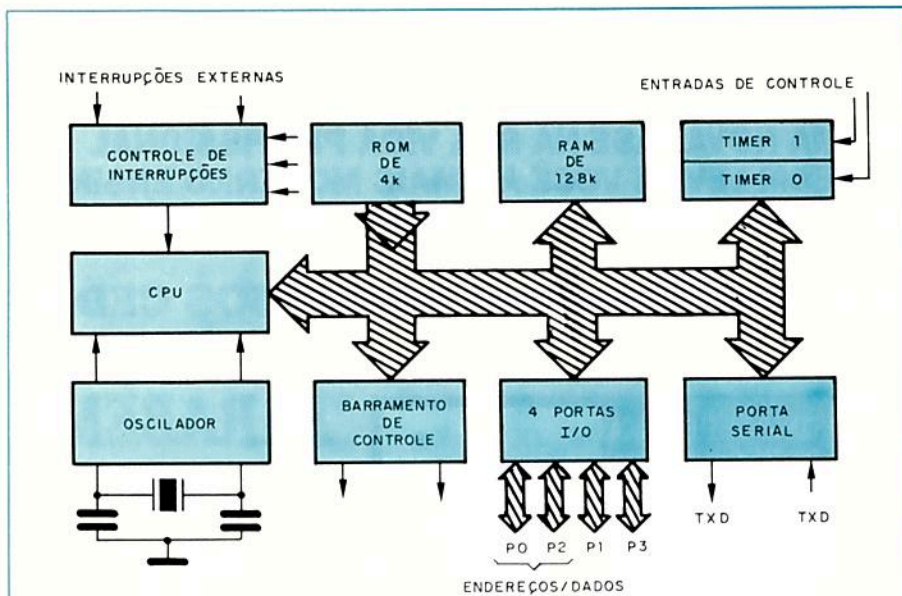 INTERRUPÇÕES EXTERNAS
ENTRADAS DE CONTROLE
CONTROLE DE
INTERRUPÇÕES
ROM
DE
4k
RAM
DE
128k
TIMER 1
TIMER 0
CPU
OSCILADOR
BARRAMENTO
DE
CONTROLE
4 PORTAS
I/O
PORTA
SERIAL
P0 P2 P1 P3
TXD TXD
ENDEREÇOS/DADOS